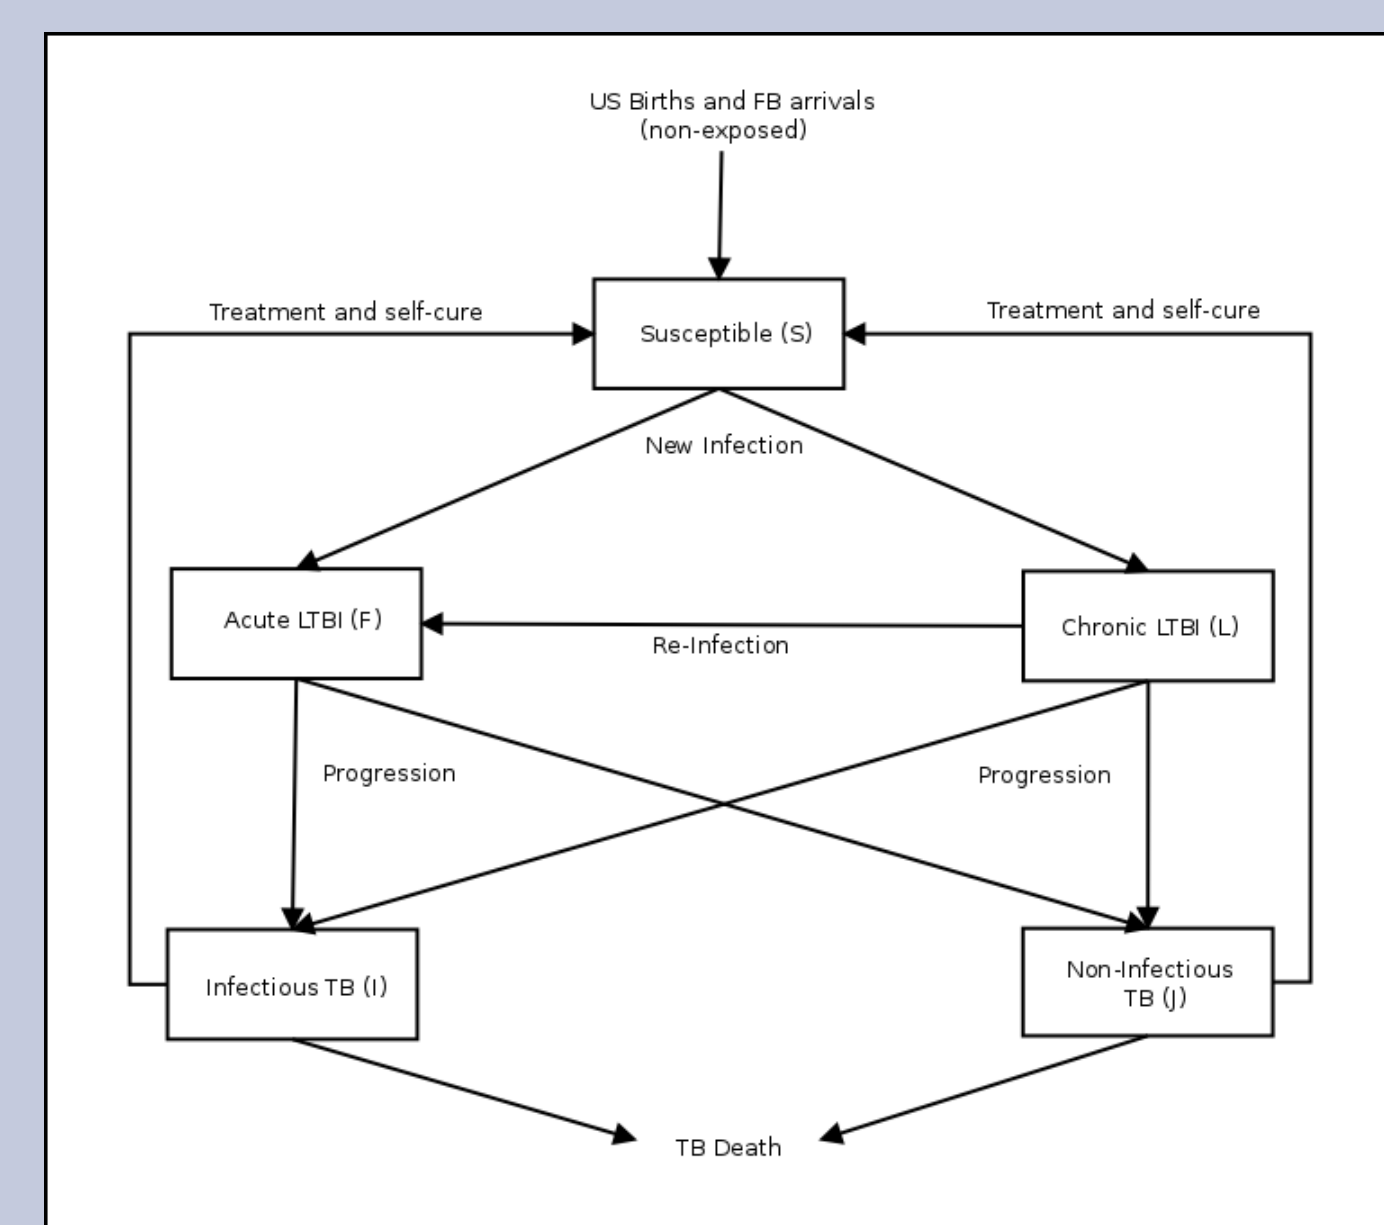 US Births and FB arrivals
(non-exposed)
Treatment and self-cure
Treatment and self-cure
Susceptible (S)
New Infection
Acute LTBI (F)
Chronic LTBI (L)
Re-Infection
Progression
Progression
Infectious TB (I)
Non-Infectious
TB (J)
TB Death